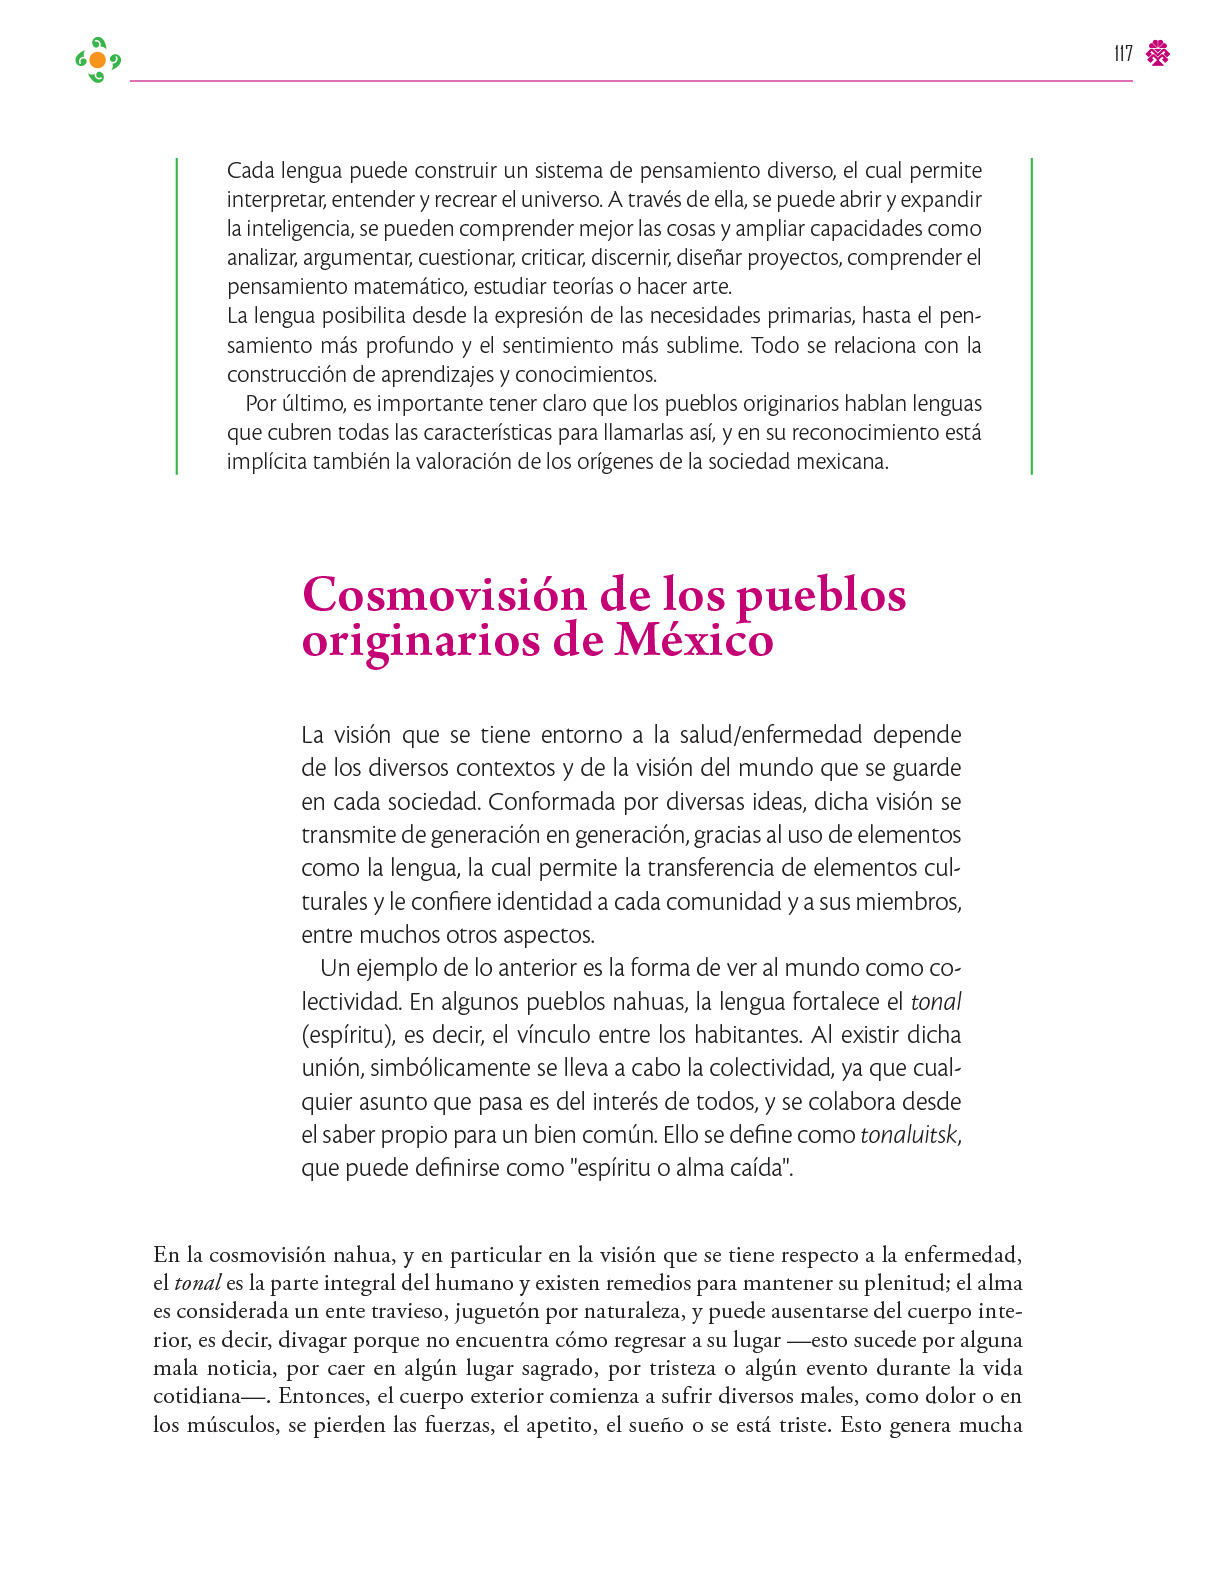 117
Cada lengua puede construir un sistema de pensamiento diverso, el cual permite
interpretar, entender y recrear el universo. A través de ella, se puede abrir y expandir
la inteligencia, se pueden comprender mejor las cosas y ampliar capacidades como
analizar, argumentar, cuestionar, criticar, discernir, diseñar proyectos, comprender el
pensamiento matemático, estudiar teorías o hacer arte.
La lengua posibilita desde la expresión de las necesidades primarias, hasta el pen-
samiento más profundo y el sentimiento más sublime. Todo se relaciona con la
construcción de aprendizajes y conocimientos.
Por último, es importante tener claro que los pueblos originarios hablan lenguas
que cubren todas las características para llamarlas así, y en su reconocimiento está
implícita también la valoración de los orígenes de la sociedad mexicana.
Cosmovisión de los pueblos
originarios de México
La visión que se tiene entorno a la salud/enfermedad depende
de los diversos contextos y de la visión del mundo que se guarde
en cada sociedad. Conformada por diversas ideas, dicha visión se
transmite de generación en generación, gracias al uso de elementos
como la lengua, la cual permite la transferencia de elementos cul-
turales y le confiere identidad a cada comunidad y a sus miembros,
entre muchos otros aspectos.
Un ejemplo de lo anterior es la forma de ver al mundo como co-
lectividad. En algunos pueblos nahuas, la lengua fortalece el tonal
(espíritu), es decir, el vínculo entre los habitantes. Al existir dicha
unión, simbólicamente se lleva a cabo la colectividad, ya que cual-
quier asunto que pasa es del interés de todos, y se colabora desde
el saber propio para un bien común. Ello se define como tonaluitsk,
que puede definirse como "espíritu o alma caída".
En la cosmovisión nahua, y en particular en la visión que se tiene respecto a la enfermedad,
el tonal es la parte integral del humano y existen remedios para mantener su plenitud; el alma
es considerada un ente travieso, juguetón por naturaleza, y puede ausentarse del cuerpo inte-
rior, es decir, divagar porque no encuentra cómo regresar a su lugar —esto sucede por alguna
mala noticia, por caer en algún lugar sagrado, por tristeza o algún evento durante la vida
cotidiana—. Entonces, el cuerpo exterior comienza a sufrir diversos males, como dolor o en
los músculos, se pierden las fuerzas, el apetito, el sueño o se está triste. Esto genera mucha